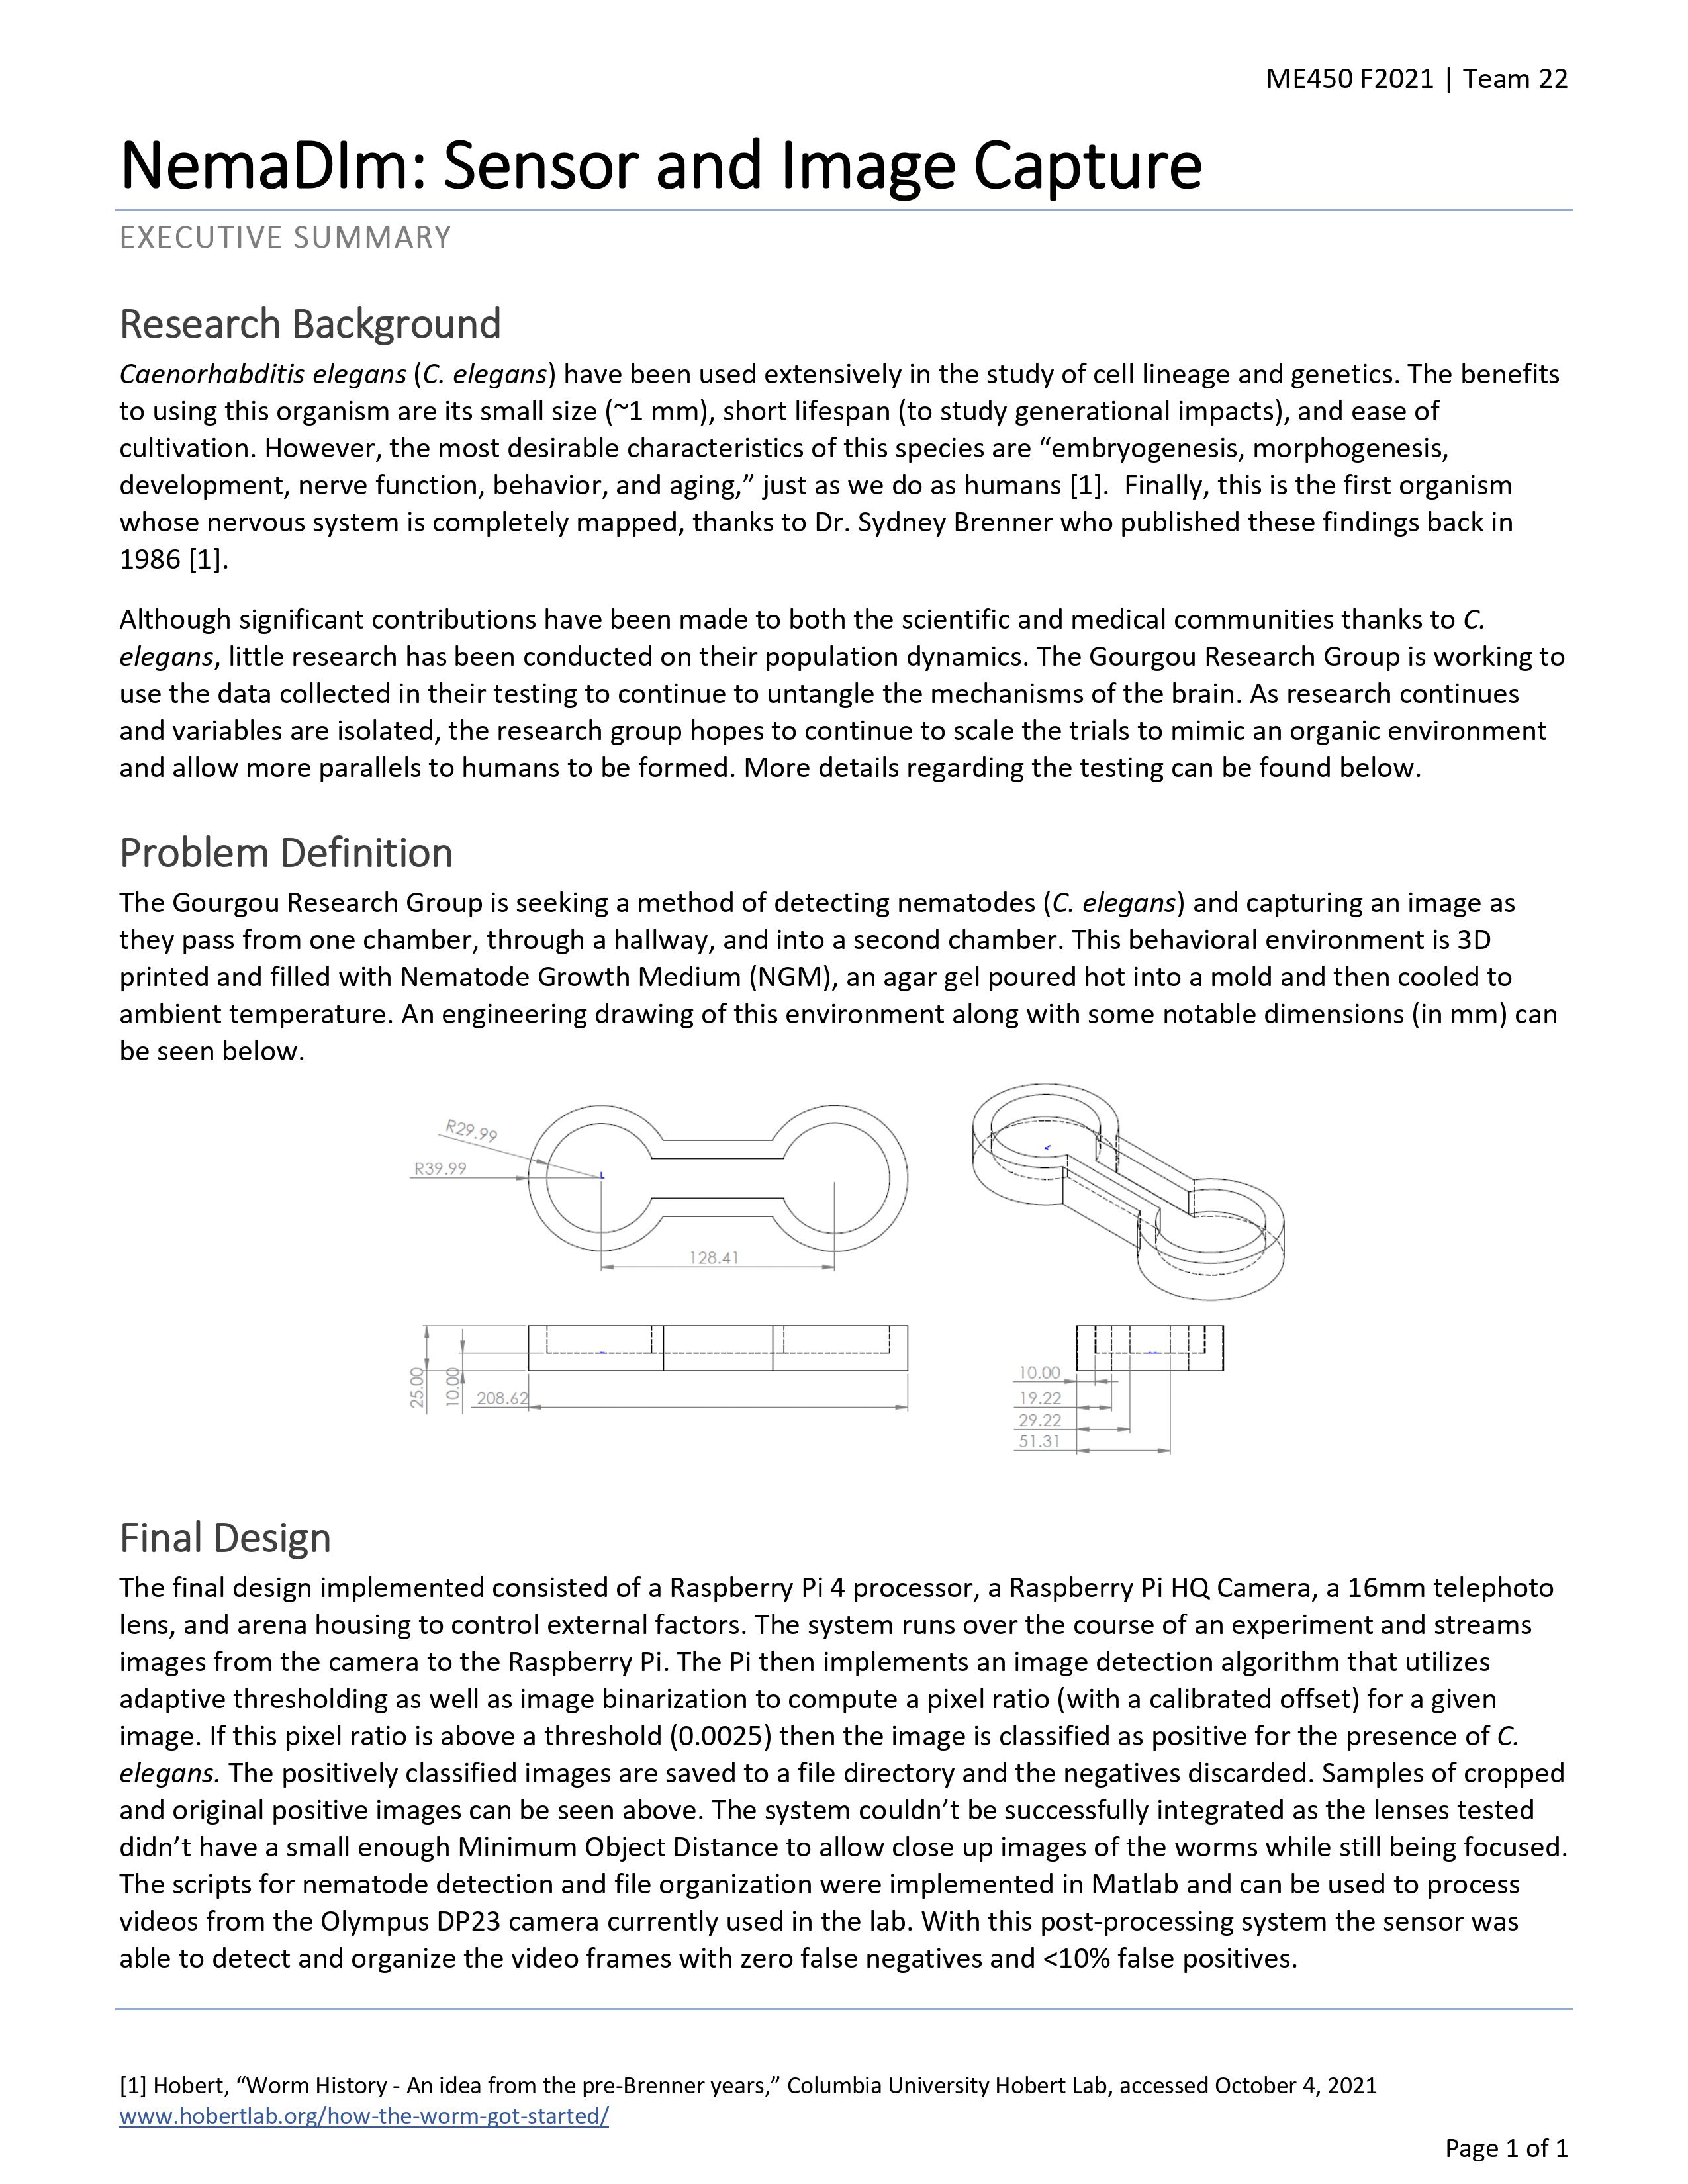 ME450 F2021 | Team 22
NemaDIm: Sensor and Image Capture
EXECUTIVE SUMMARY
Research Background
Caenorhabditis elegans (C. elegans) have been used extensively in the study of cell lineage and genetics. The benefits
to using this organism are its small size (~1 mm), short lifespan (to study generational impacts), and ease of
cultivation. However, the most desirable characteristics of this species are “embryogenesis, morphogenesis,
development, nerve function, behavior, and aging,” just as we do as humans [1].  Finally, this is the first organism
whose nervous system is completely mapped, thanks to Dr. Sydney Brenner who published these findings back in
1986 [1].
Although significant contributions have been made to both the scientific and medical communities thanks to C.
elegans, little research has been conducted on their population dynamics. The Gourgou Research Group is working to
use the data collected in their testing to continue to untangle the mechanisms of the brain. As research continues
and variables are isolated, the research group hopes to continue to scale the trials to mimic an organic environment
and allow more parallels to humans to be formed. More details regarding the testing can be found below.
Problem Definition
The Gourgou Research Group is seeking a method of detecting nematodes (C. elegans) and capturing an image as
they pass from one chamber, through a hallway, and into a second chamber. This behavioral environment is 3D
printed and filled with Nematode Growth Medium (NGM), an agar gel poured hot into a mold and then cooled to
ambient temperature. An engineering drawing of this environment along with some notable dimensions (in mm) can
be seen below.
R29.99
R39.99
128.41
25.00
10.00
208.62
10.00
19.22
29.22
51.31
Final Design
The final design implemented consisted of a Raspberry Pi 4 processor, a Raspberry Pi HQ Camera, a 16mm telephoto
lens, and arena housing to control external factors. The system runs over the course of an experiment and streams
images from the camera to the Raspberry Pi. The Pi then implements an image detection algorithm that utilizes
adaptive thresholding as well as image binarization to compute a pixel ratio (with a calibrated offset) for a given
image. If this pixel ratio is above a threshold (0.0025) then the image is classified as positive for the presence of C.
elegans. The positively classified images are saved to a file directory and the negatives discarded. Samples of cropped
and original positive images can be seen above. The system couldn’t be successfully integrated as the lenses tested
didn’t have a small enough Minimum Object Distance to allow close up images of the worms while still being focused.
The scripts for nematode detection and file organization were implemented in Matlab and can be used to process
videos from the Olympus DP23 camera currently used in the lab. With this post-processing system the sensor was
able to detect and organize the video frames with zero false negatives and <10% false positives.
[1] Hobert, “Worm History - An idea from the pre-Brenner years,” Columbia University Hobert Lab, accessed October 4, 2021
www.hobertlab.org/how-the-worm-got-started/
Page 1 of 1